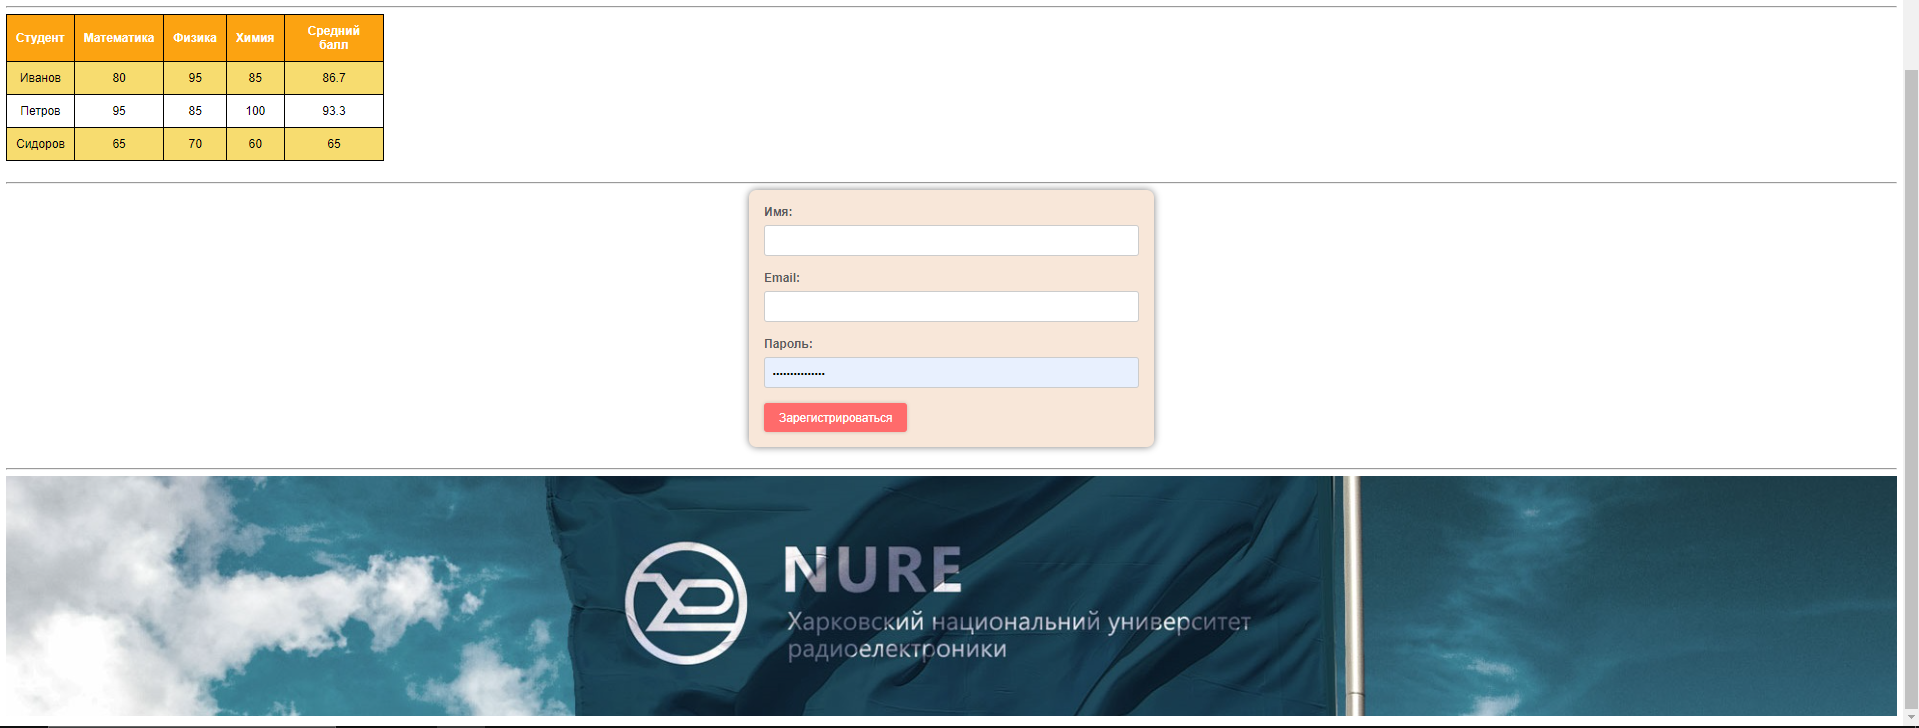 Студент Математика Физика Химия Средний балл
Иванов 80 95 85 86.7
Петров 95 85 100 93.3
Сидоров 65 70 60 65
Имя:
Email:
Пароль:
Зарегистрироваться
NURE
Харковский национальний университет
радиоелектроники